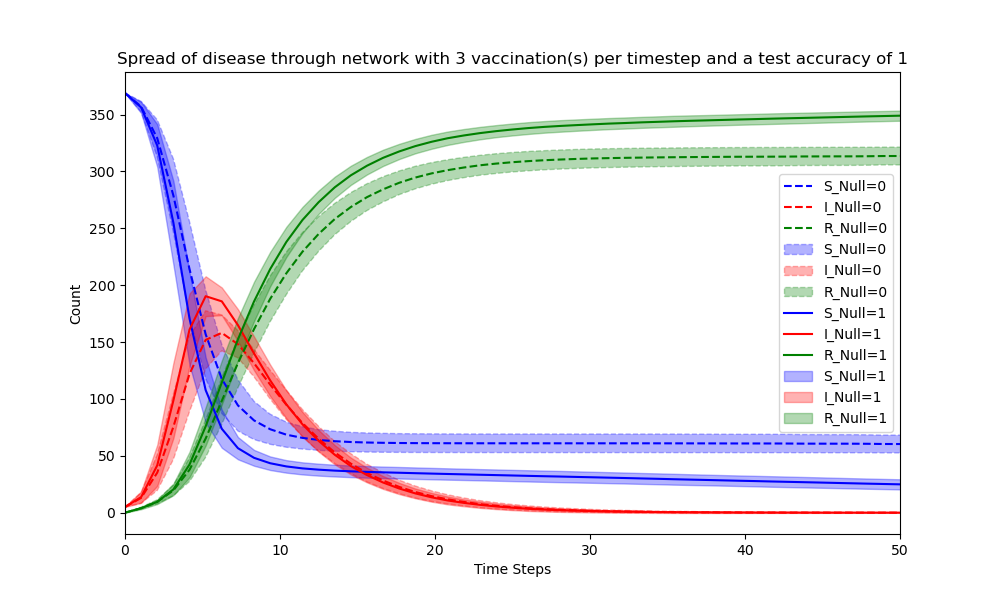 Spread of disease through network with 3 vaccination(s) per timestep and a test accuracy of 1
350
300
250
200
150
100
50
0
Count
S_Null=0
I_Null=0
R_Null=0
S_Null=0
I_Null=0
R_Null=0
S_Null=1
I_Null=1
R_Null=1
S_Null=1
I_Null=1
R_Null=1
0 10 20 30 40 50
Time Steps